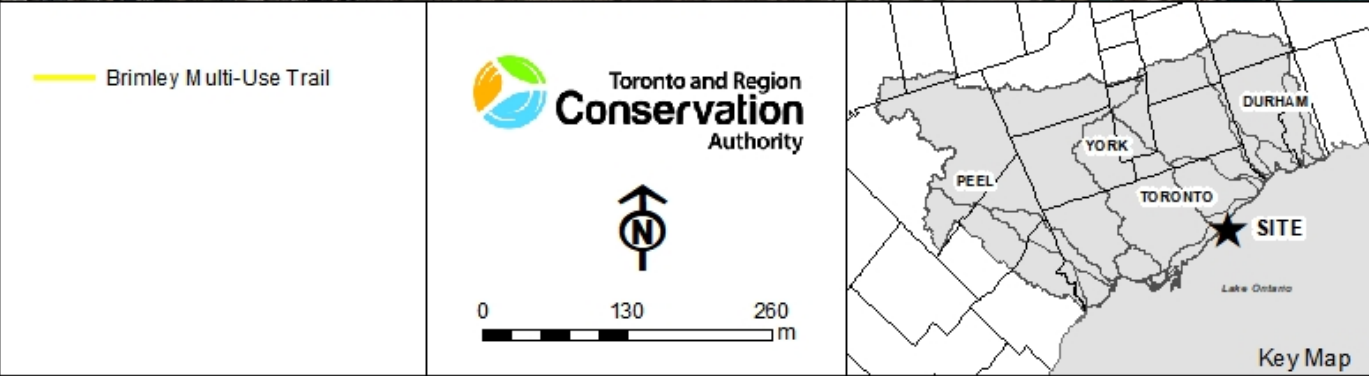 Brimley Multi-Use Trail
Toronto and Region
Conservation
Authority
N
0 130 260
m
DURHAM
YORK
PEEL
TORONTO
SITE
Lake Ontario
Key Map